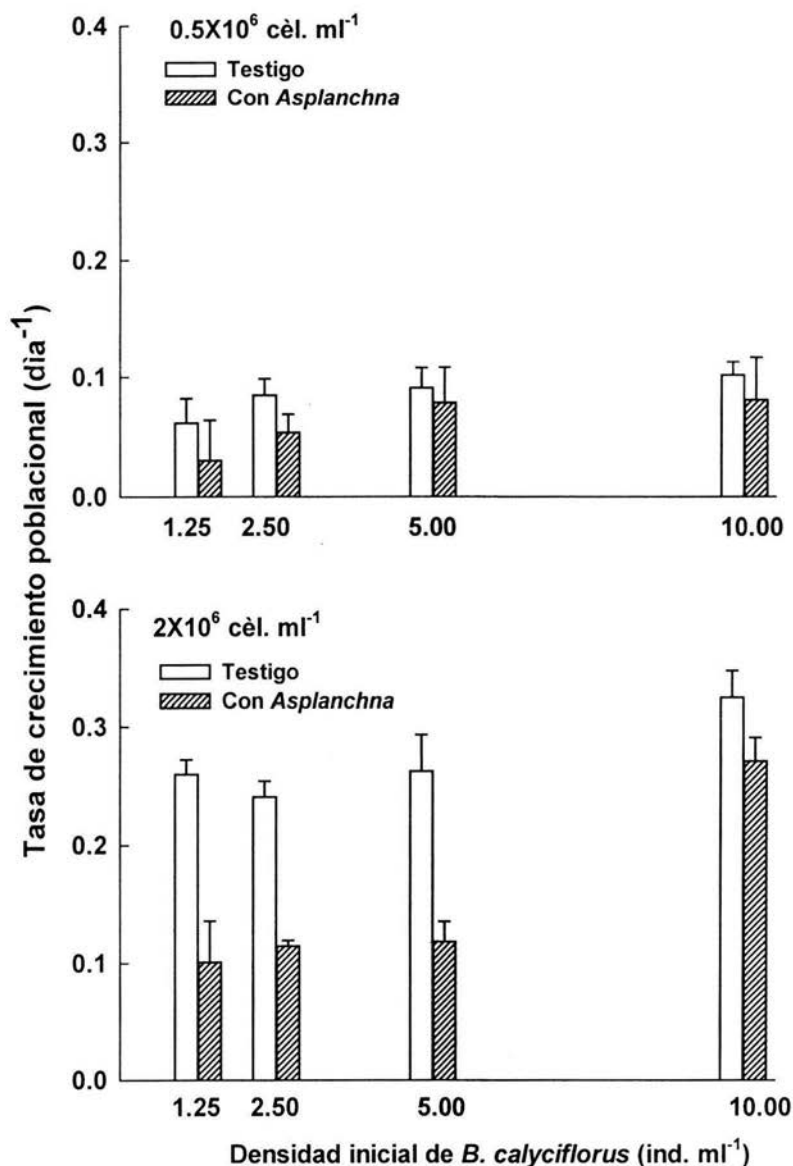 0.5X10⁶ cèl. ml⁻¹
Testigo
Con Asplanchna
0.4
0.3
0.2
0.1
0.0
1.25 2.50 5.00 10.00
Tasa de crecimiento poblacional (dìa⁻¹)
2X10⁶ cèl. ml⁻¹
Testigo
Con Asplanchna
0.4
0.3
0.2
0.1
0.0
1.25 2.50 5.00 10.00
Densidad inicial de B. calyciflorus (ind. ml⁻¹)